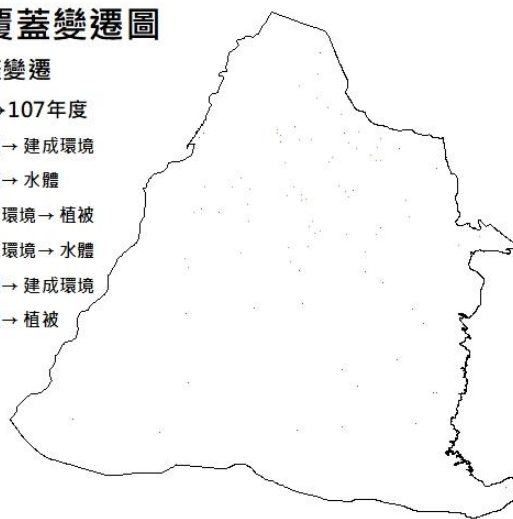 覆蓋變遷圖
變遷
→107年度
→ 建成環境
→ 水體
環境→ 植被
環境→ 水體
→ 建成環境
→ 植被